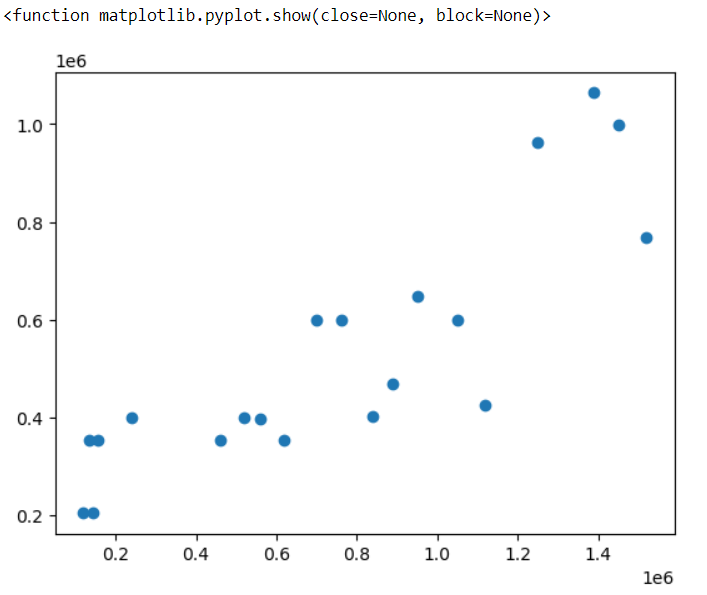 <function matplotlib.pyplot.show(close=None, block=None)>
1e6
1.0
0.8
0.6
0.4
0.2
0.2 0.4 0.6 0.8 1.0 1.2 1.4
1e6